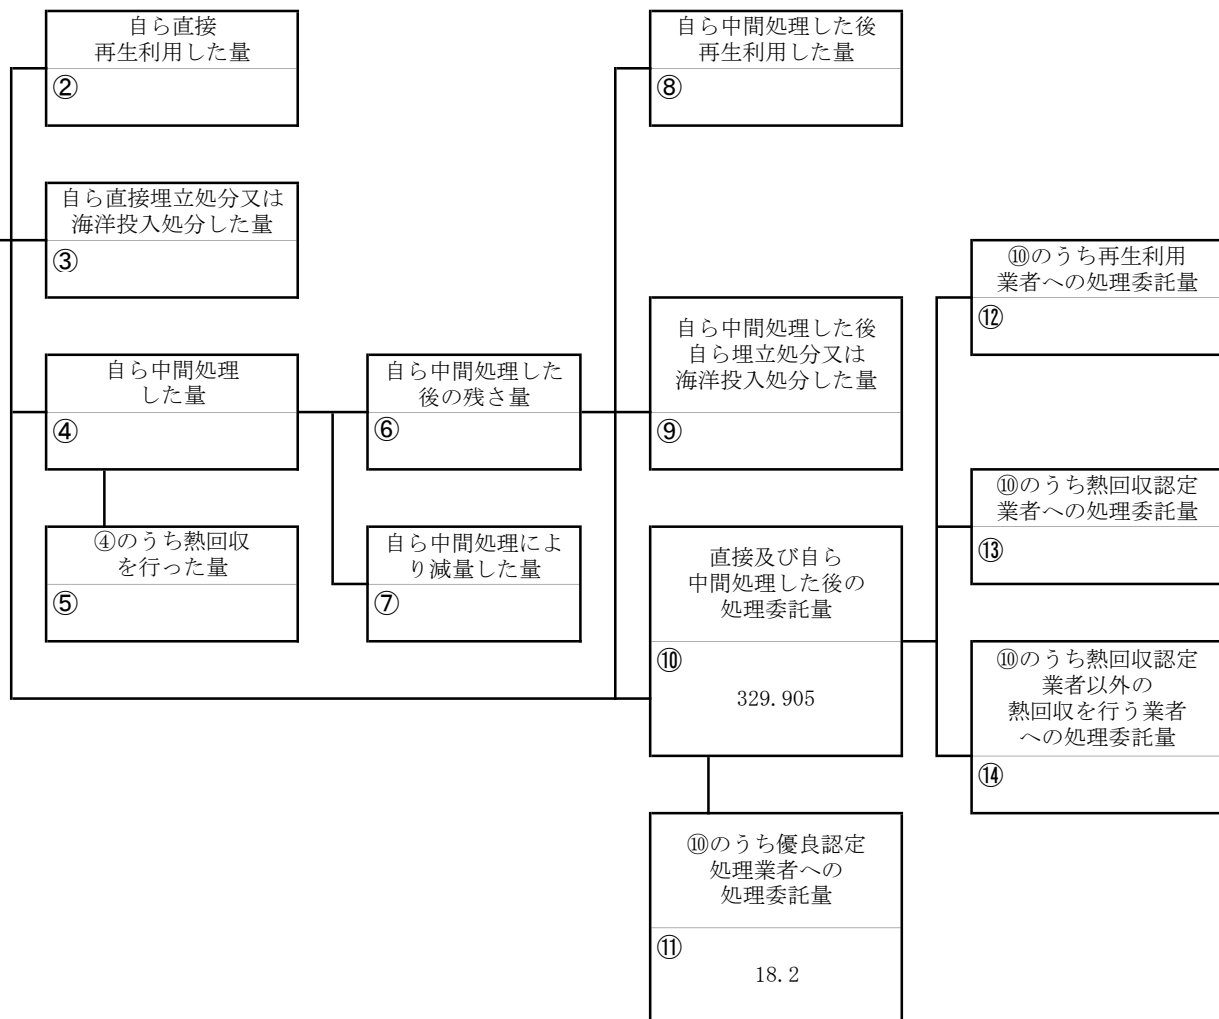 自ら直接
再生利用した量
②
自ら直接埋立処分又は
海洋投入処分した量
③
自ら中間処理
した量
④
④のうち熱回収
を行った量
⑤
自ら中間処理した
後の残さ量
⑥
自ら中間処理によ
り減量した量
⑦
自ら中間処理した後
再生利用した量
⑧
自ら中間処理した後
自ら埋立処分又は
海洋投入処分した量
⑨
直接及び自ら
中間処理した後の
処理委託量
⑩
329.905
⑩のうち優良認定
処理業者への
処理委託量
⑪
18.2
⑩のうち再生利用
業者への処理委託量
⑫
⑩のうち熱回収認定
業者への処理委託量
⑬
⑩のうち熱回収認定
業者以外の
熱回収を行う業者
への処理委託量
⑭